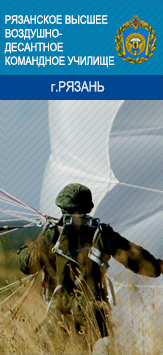 РЯЗАНСКОЕ ВЫСШЕЕ
ВОЗДУШНО-
ДЕСАНТНОЕ
КОМАНДНОЕ УЧИЛИЩЕ
г.РЯЗАНЬ